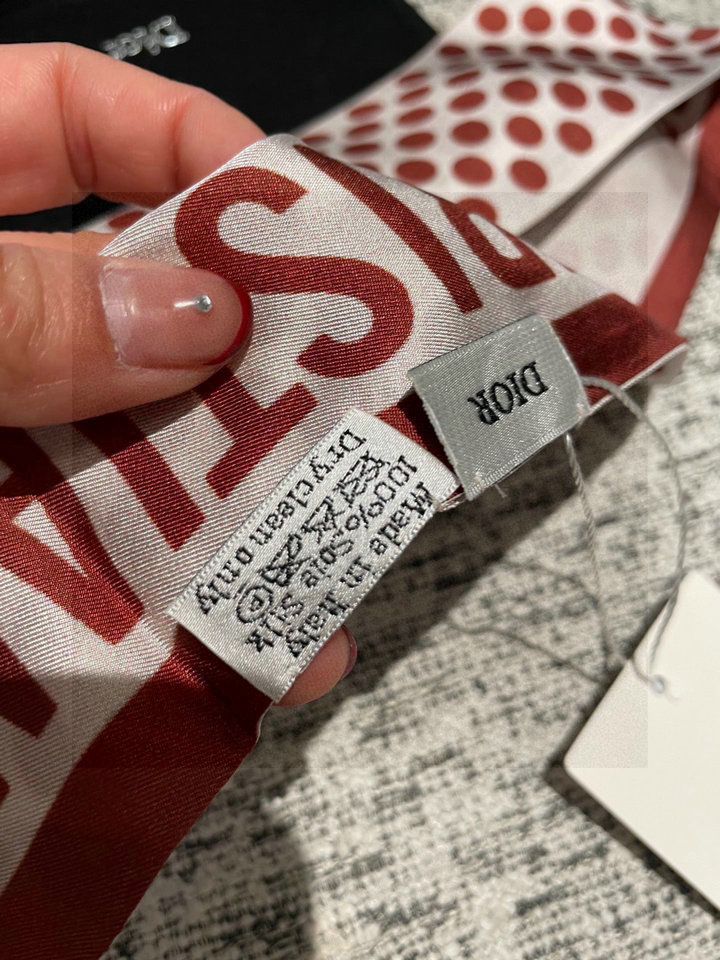 Dior
DIOR
Made in Italy
100% Soie Silk
Dry clean only